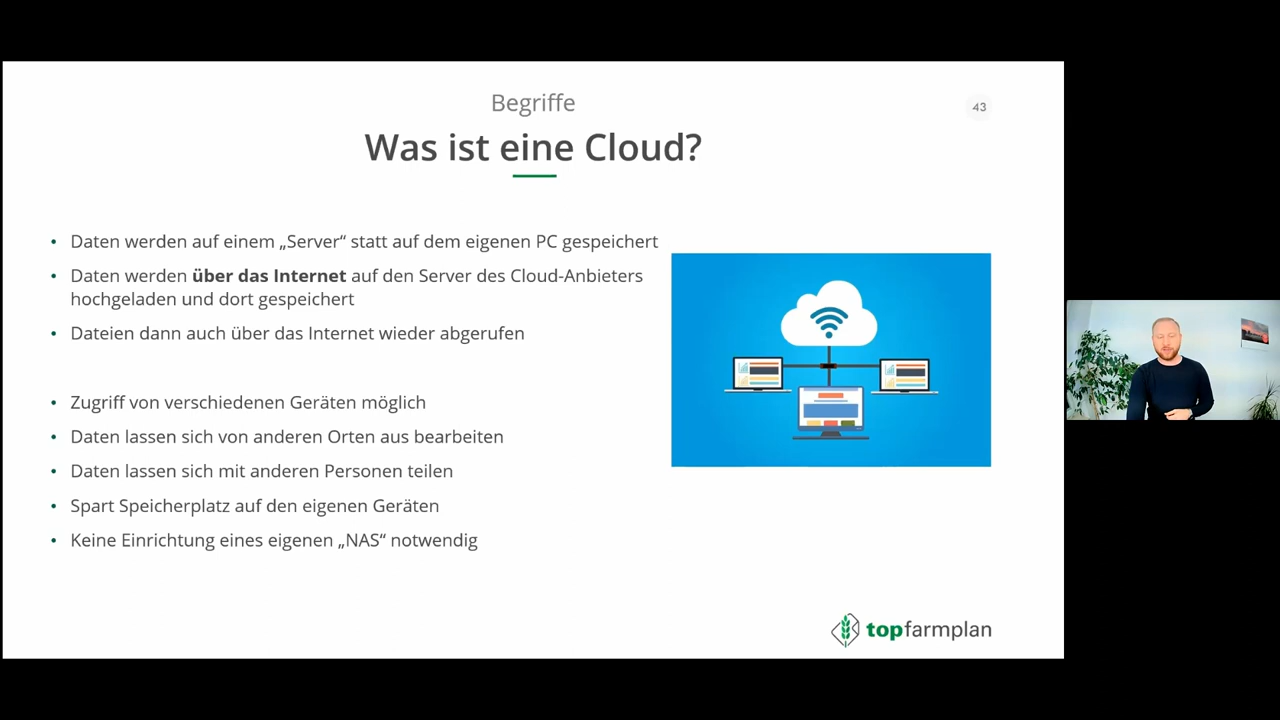 Begriffe
43
Was ist eine Cloud?
• Daten werden auf einem „Server“ statt auf dem eigenen PC gespeichert
• Daten werden über das Internet auf den Server des Cloud-Anbieters
hochgeladen und dort gespeichert
• Dateien dann auch über das Internet wieder abgerufen
• Zugriff von verschiedenen Geräten möglich
• Daten lassen sich von anderen Orten aus bearbeiten
• Daten lassen sich mit anderen Personen teilen
• Spart Speicherplatz auf den eigenen Geräten
• Keine Einrichtung eines eigenen „NAS“ notwendig
topfarmplan